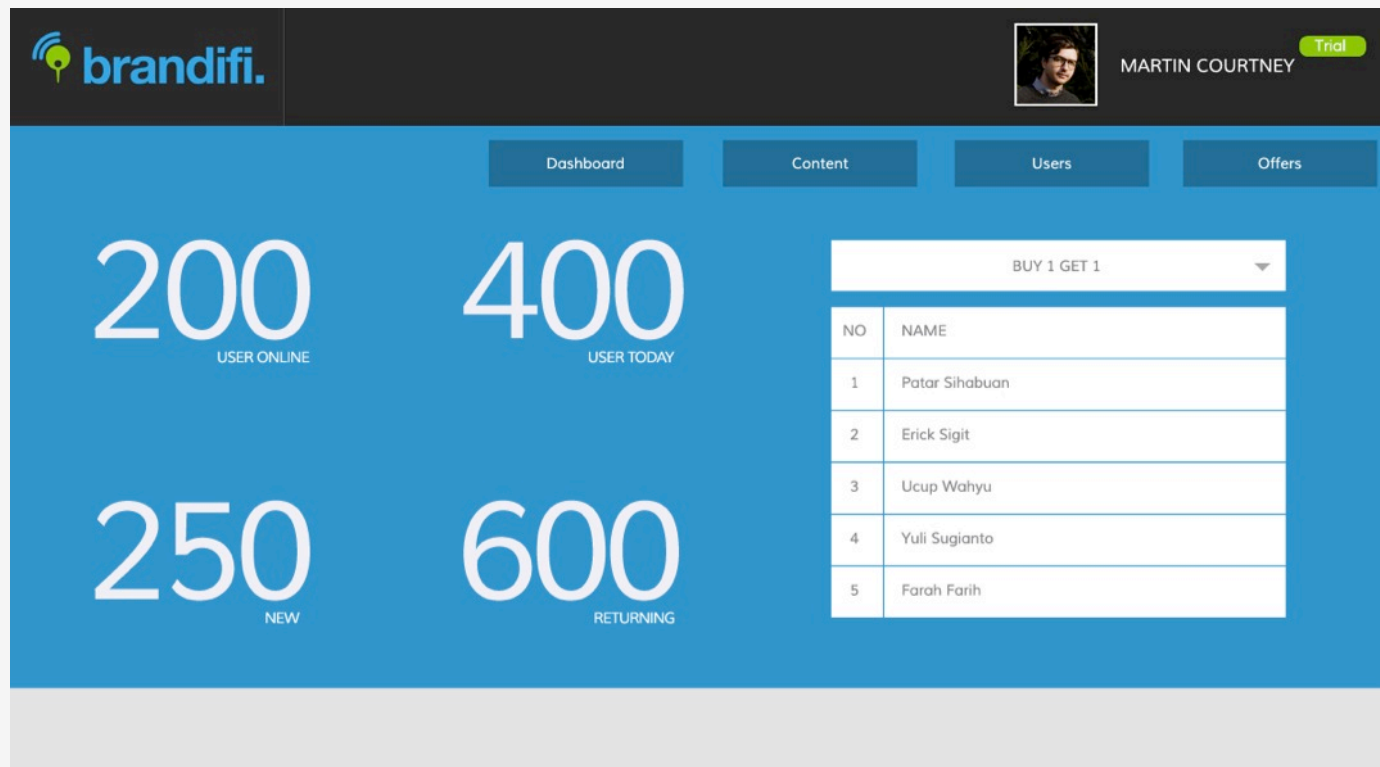 brandifi.
MARTIN COURTNEY
Trial
Dashboard
Content
Users
Offers
200
USER ONLINE
400
USER TODAY
250
NEW
600
RETURNING
BUY 1 GET 1
NO NAME
1 Patar Sihabuan
2 Erick Sigit
3 Ucup Wahyu
4 Yuli Sugianto
5 Farah Farih